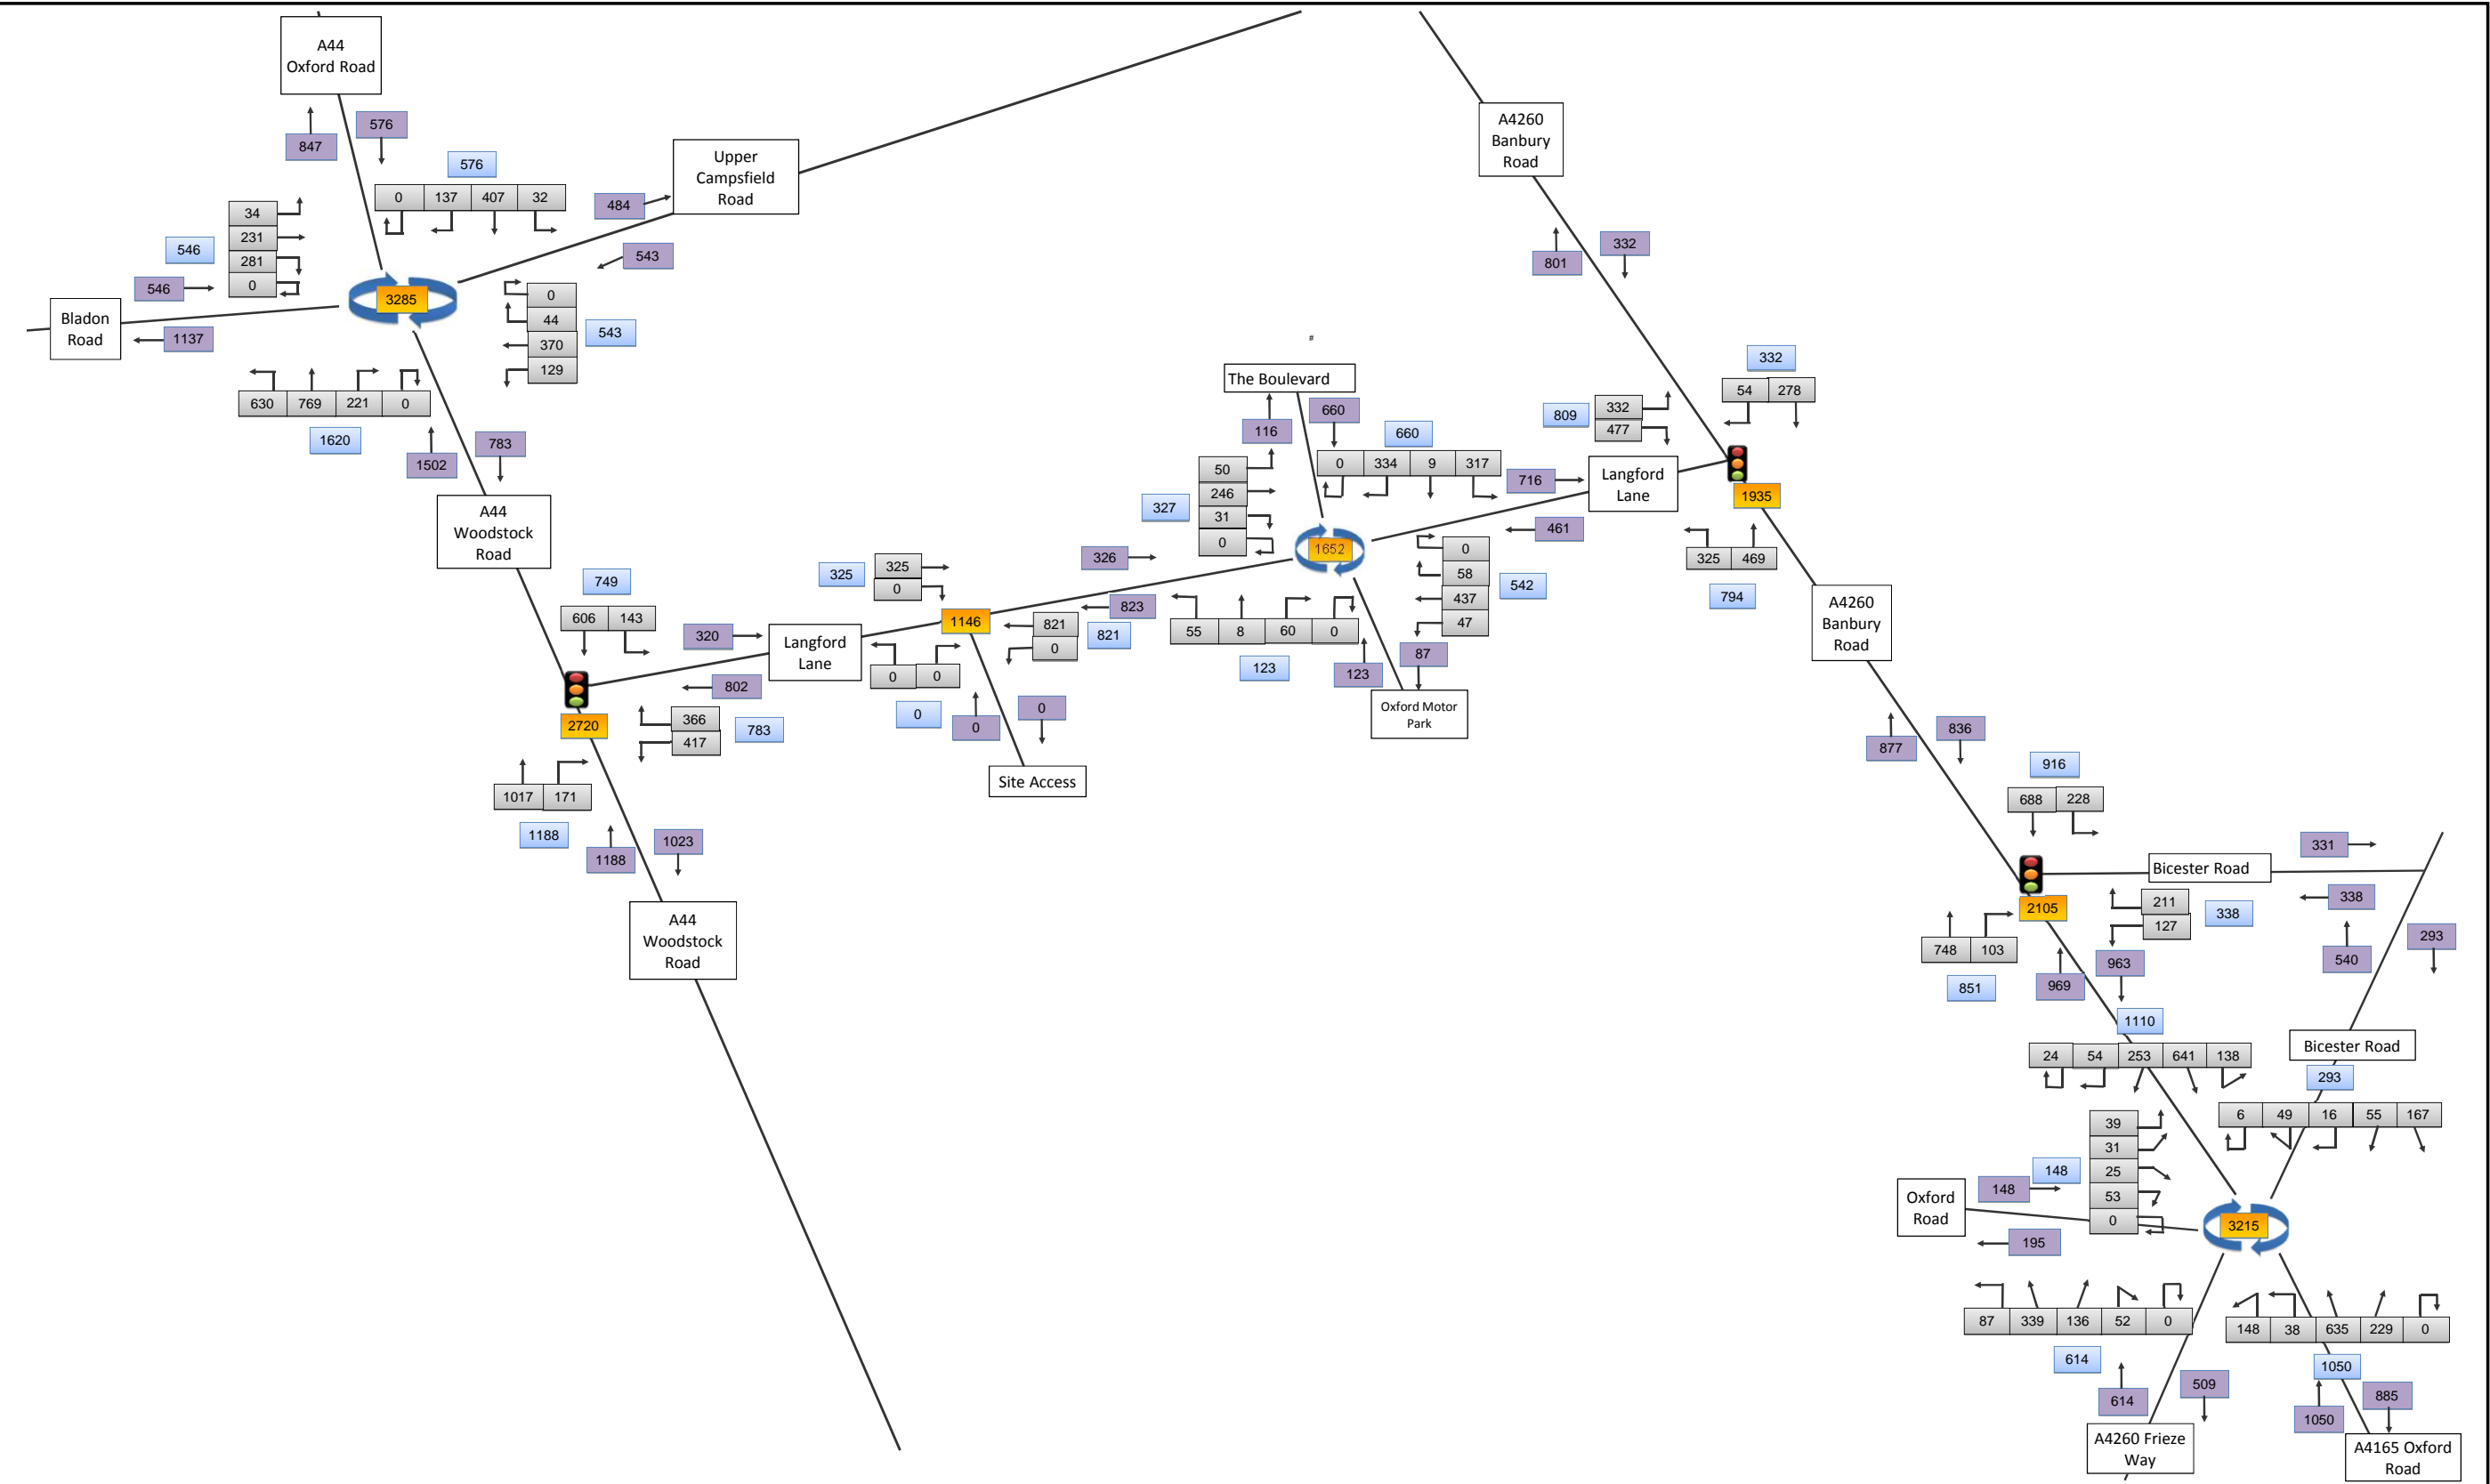 A44
Oxford Road
847
576
576
0 137 407 32
34
231
281
0
546
546
1137
Bladon
Road
3285
484
Upper
Campsfield
Road
543
0
44
370
129
543
630 769 221 0
1620
1502
783
A44
Woodstock
Road
749
606 143
2720
320
802
366
417
783
1017 171
1188
1188
1023
A44
Woodstock
Road
Langford
Lane
325
325
0
1146
326
823
821
0
821
0 0
0
0
0
Site Access
#
The Boulevard
116
660
660
0 334 9 317
50
246
31
0
327
1652
716
461
0
58
437
47
542
55 8 60 0
123
123
87
Oxford Motor
Park
Langford
Lane
A4260
Banbury
Road
801
332
332
54 278
809
332
477
1935
325 469
794
A4260
Banbury
Road
877
836
916
688 228
2105
Bicester Road
331
338
211
127
338
748 103
851
969
963
540
293
Bicester Road
1110
24 54 253 641 138
293
6 49 16 55 167
39
31
25
53
0
148
148
195
Oxford
Road
3215
87 339 136 52 0
614
614
509
A4260 Frieze
Way
148 38 635 229 0
1050
1050
885
A4165 Oxford
Road